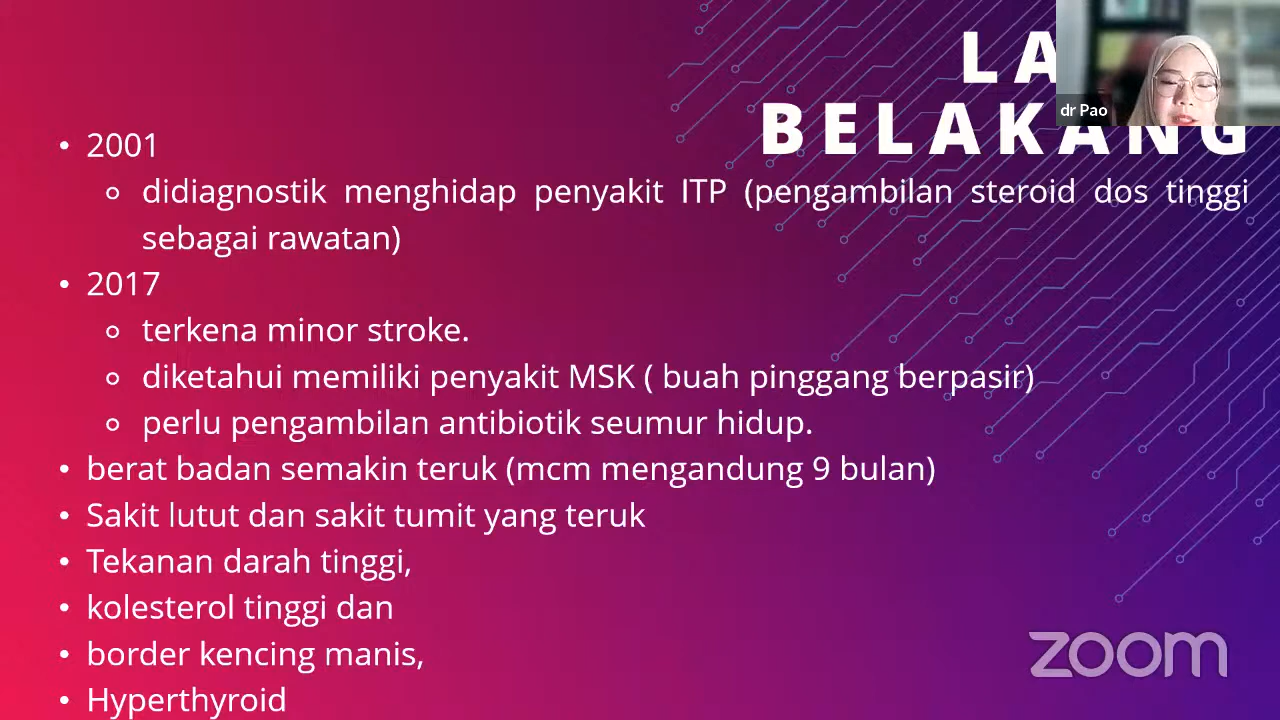 LA
BELAKANG
dr Pao
• 2001
o didiagnostik menghidap penyakit ITP (pengambilan steroid dos tinggi
sebagai rawatan)
• 2017
o terkena minor stroke.
o diketahui memiliki penyakit MSK ( buah pinggang berpasir)
o perlu pengambilan antibiotik seumur hidup.
• berat badan semakin teruk (mcm mengandung 9 bulan)
• Sakit lutut dan sakit tumit yang teruk
• Tekanan darah tinggi,
• kolesterol tinggi dan
• border kencing manis,
• Hyperthyroid
zoom